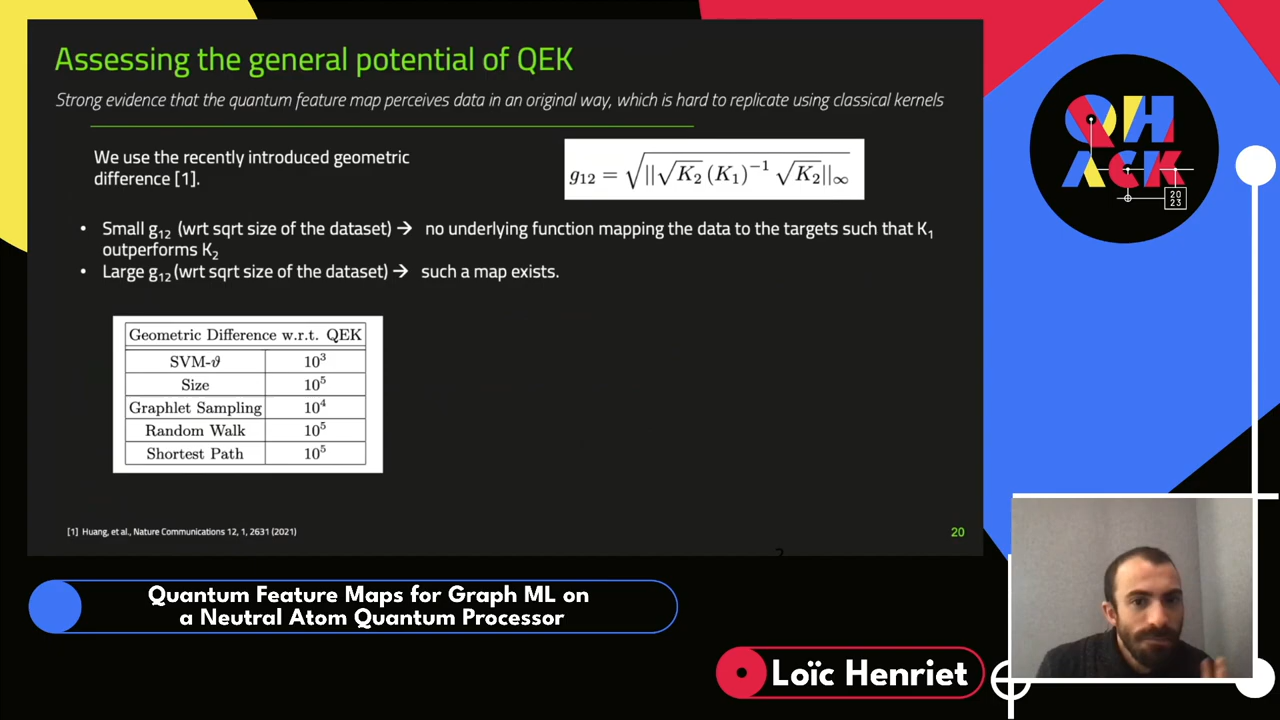 Assessing the general potential of QEK
Strong evidence that the quantum feature map perceives data in an original way, which is hard to replicate using classical kernels
We use the recently introduced geometric
difference [1].
g₁₂ = √||√K₂ (K₁)⁻¹ √K₂||∞
• Small g₁₂ (wrt sqrt size of the dataset) → no underlying function mapping the data to the targets such that K₁
outperforms K₂
• Large g₁₂ (wrt sqrt size of the dataset) → such a map exists.
Geometric Difference w.r.t. QEK
SVM-ϑ 10³
Size 10⁵
Graphlet Sampling 10⁴
Random Walk 10⁵
Shortest Path 10⁵
[1] Huang, et al., Nature Communications 12, 1, 2631 (2021)
20
2
QH
ACK
20
23
Quantum Feature Maps for Graph ML on
a Neutral Atom Quantum Processor
Loïc Henriet